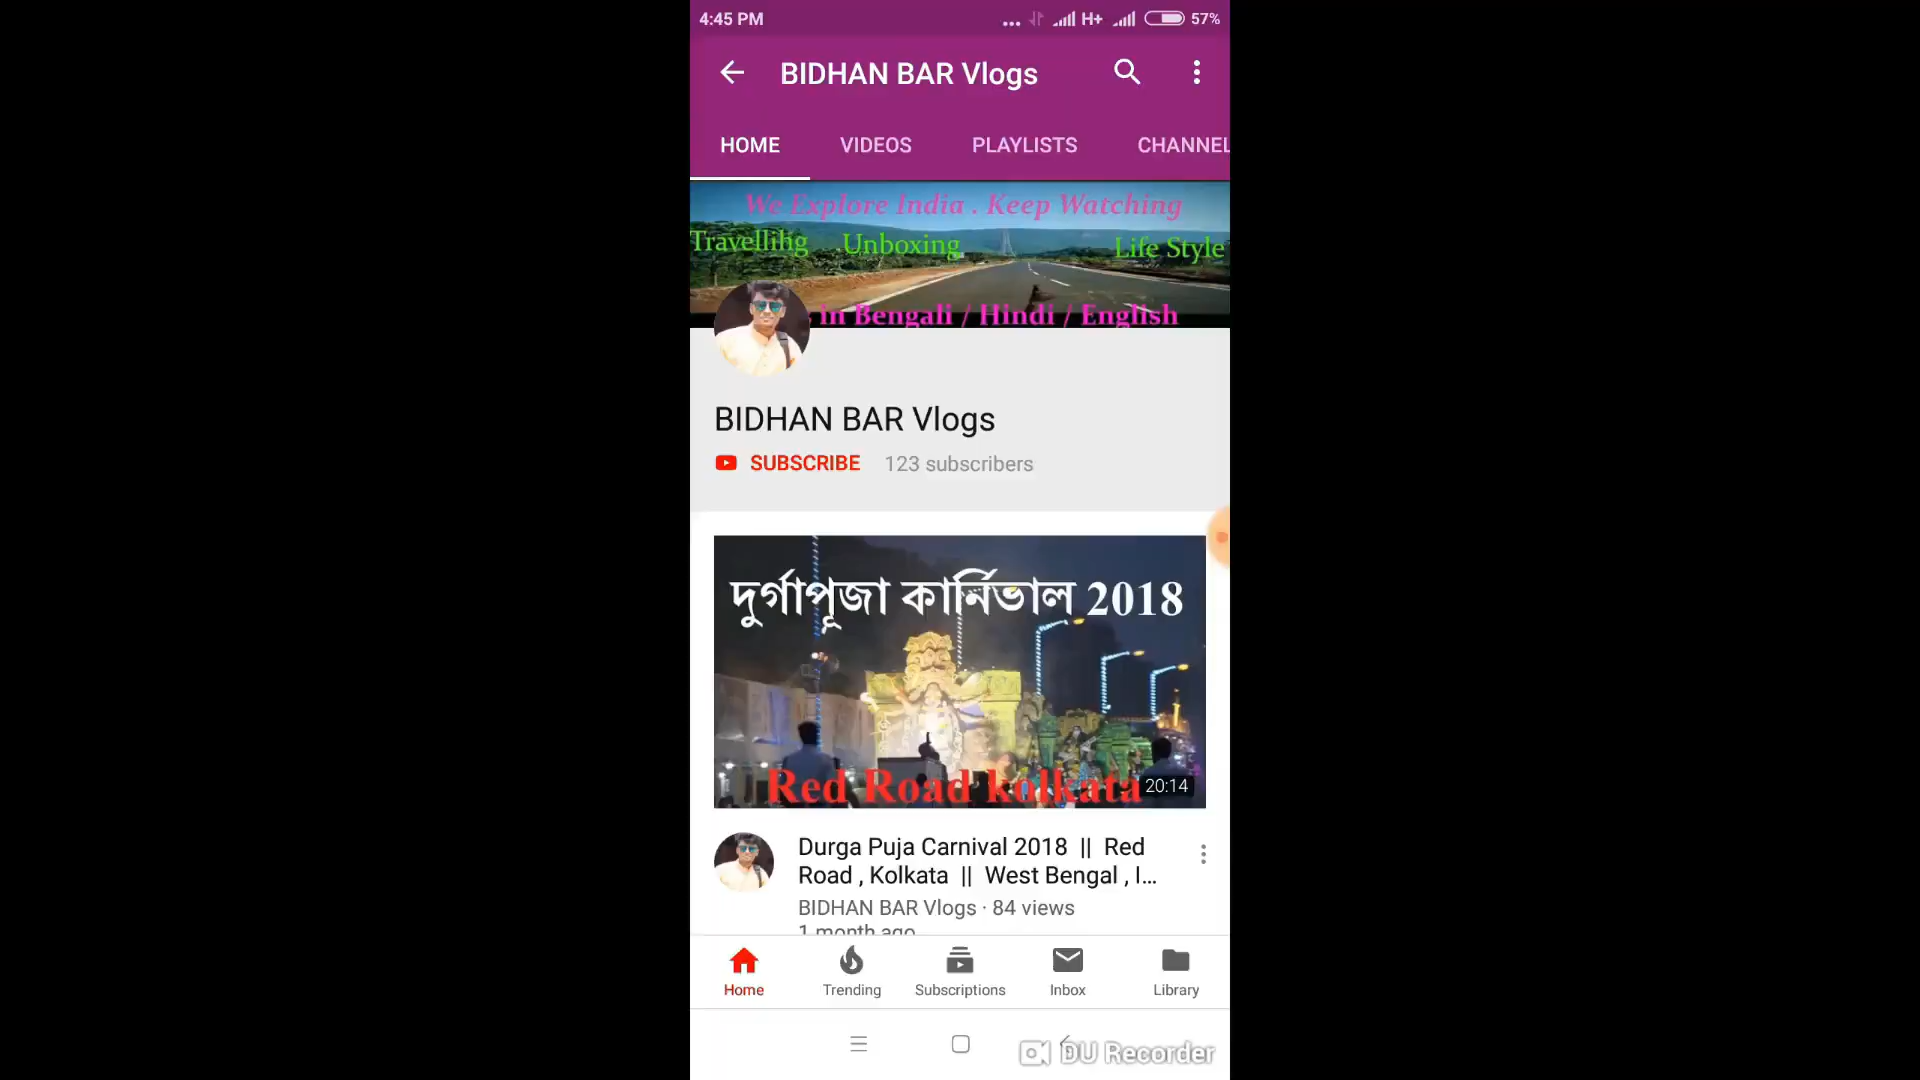 4:45 PM ... H+ 57%
BIDHAN BAR Vlogs
HOME VIDEOS PLAYLISTS CHANNEL
We Explore India . Keep Watching
Travelling Unboxing Life Style
in Bengali / Hindi / English
BIDHAN BAR Vlogs
SUBSCRIBE 123 subscribers
দুর্গাপূজা কার্নিভাল 2018
Red Road kolkata
20:14
Durga Puja Carnival 2018 || Red
Road , Kolkata || West Bengal , I...
BIDHAN BAR Vlogs · 84 views
1 month ago
Home Trending Subscriptions Inbox Library
DU Recorder